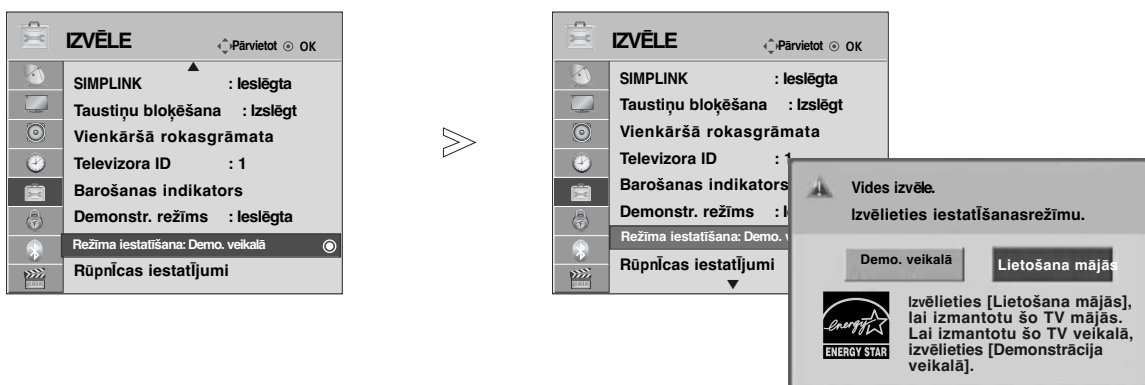 IZVĒLE
Pārvietot OK
SIMPLINK : Ieslēgta
Taustiņu bloķēšana : Izslēgt
Vienkāršā rokasgrāmata
Televizora ID : 1
Barošanas indikators
Demonstr. režīms : Ieslēgta
Režīma iestatīšana: Demo. veikalā
Rūpnīcas iestatījumi
IZVĒLE
Pārvietot OK
SIMPLINK : Ieslēgta
Taustiņu bloķēšana : Izslēgt
Vienkāršā rokasgrāmata
Televizora ID : 1
Barošanas indikators
Demonstr. režīms : I
Režīma iestatīšana: Demo. v
Rūpnīcas iestatījumi
Vides izvēle.
Izvēlieties iestatīšanasrežīmu.
Demo. veikalā
Lietošana mājās
energy
ENERGY STAR
Izvēlieties [Lietošana mājās],
lai izmantotu šo TV mājās.
Lai izmantotu šo TV veikalā,
izvēlieties [Demonstrācija
veikalā].